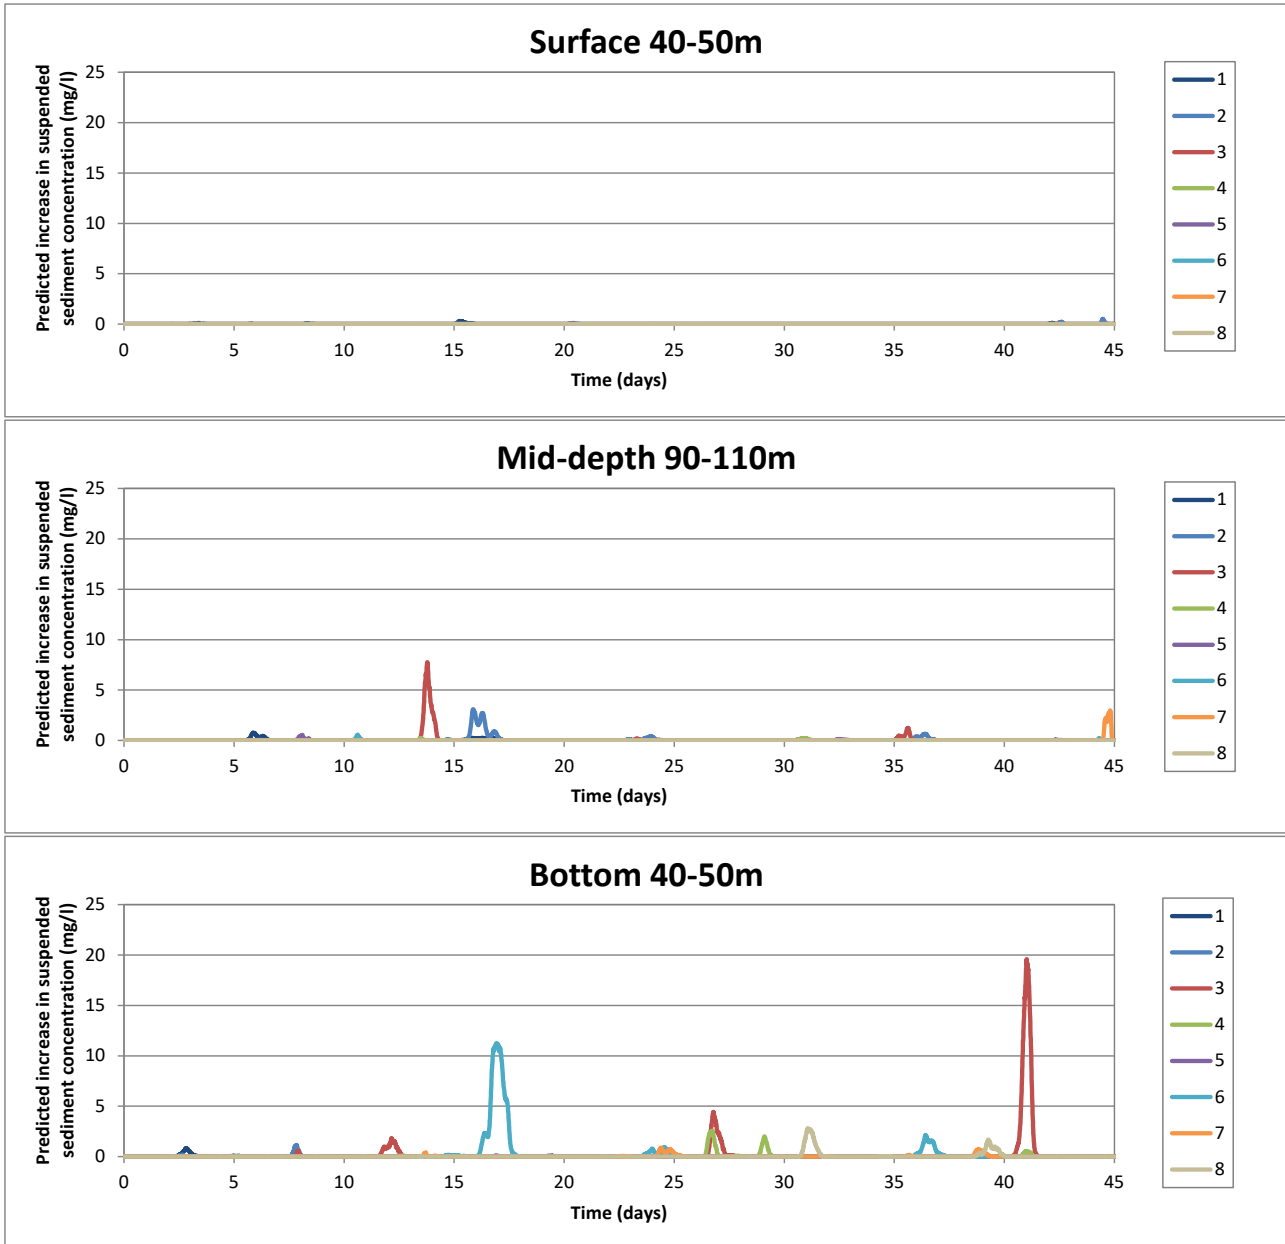 Surface 40-50m
Predicted increase in suspended
sediment concentration (mg/l)
25
20
15
10
5
0
0 5 10 15 20 25 30 35 40 45
Time (days)
1
2
3
4
5
6
7
8
Mid-depth 90-110m
Predicted increase in suspended
sediment concentration (mg/l)
25
20
15
10
5
0
0 5 10 15 20 25 30 35 40 45
Time (days)
1
2
3
4
5
6
7
8
Bottom 40-50m
Predicted increase in suspended
sediment concentration (mg/l)
25
20
15
10
5
0
0 5 10 15 20 25 30 35 40 45
Time (days)
1
2
3
4
5
6
7
8